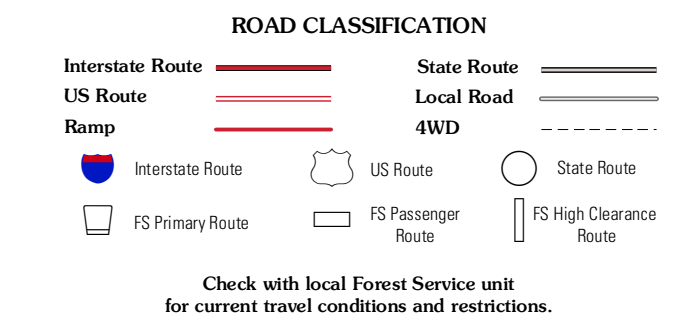 ROAD CLASSIFICATION
Interstate Route
State Route
US Route
Local Road
Ramp
4WD
Interstate Route
US Route
State Route
FS Primary Route
FS Passenger
Route
FS High Clearance
Route
Check with local Forest Service unit
for current travel conditions and restrictions.